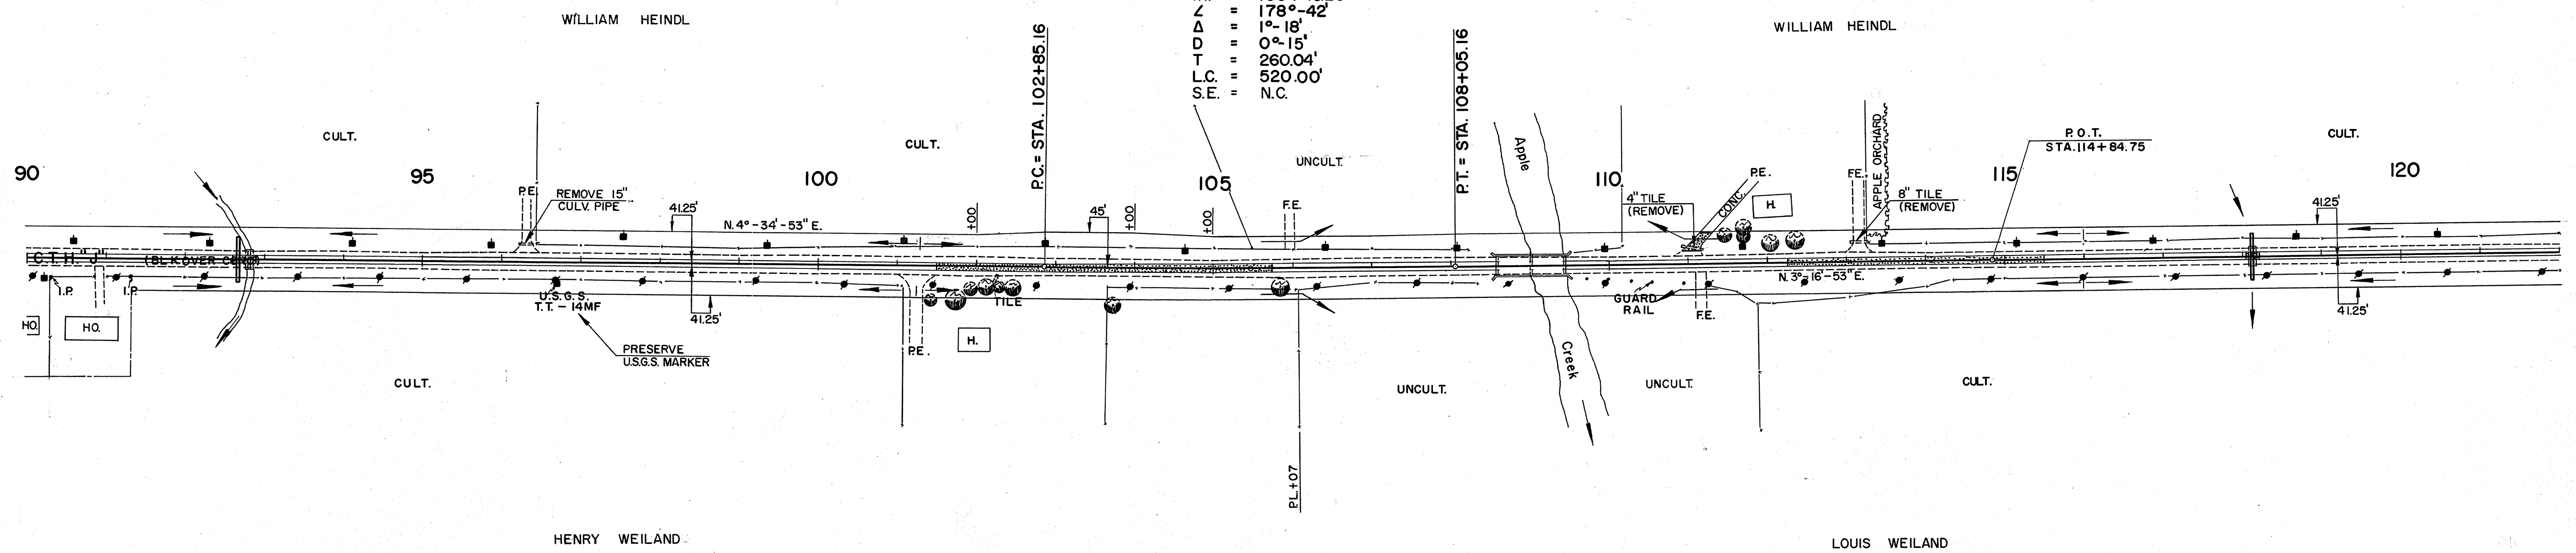 WILLIAM HEINDL
∠ = 178°-42'
Δ = 1°-18'
D = 0°-15'
T = 260.04'
L.C. = 520.00'
S.E. = N.C.
WILLIAM HEINDL
P.C. = STA. 102+85.16
P.T. = STA. 108+05.16
CULT.
CULT.
UNCULT.
Apple
Creek
APPLE ORCHARD
P.O.T.
STA.114+84.75
CULT.
90
95
100
105
110
115
120
P.E.
REMOVE 15"
CULV. PIPE
41.25'
N. 4°-34'-53" E.
+00
45'
+00
+00
F.E.
4" TILE
(REMOVE)
CONC.
P.E.
H.
F.E.
8" TILE
(REMOVE)
41.25'
C.T.H. "J"
I.P.
I.P.
HO.
HO.
U.S.G.S.
T.T. - 14MF
PRESERVE
U.S.G.S. MARKER
41.25'
P.E.
TILE
H.
GUARD
RAIL
F.E.
N. 3°-16'-53" E.
41.25'
CULT.
UNCULT.
UNCULT.
CULT.
P.L.+07
HENRY WEILAND
LOUIS WEILAND